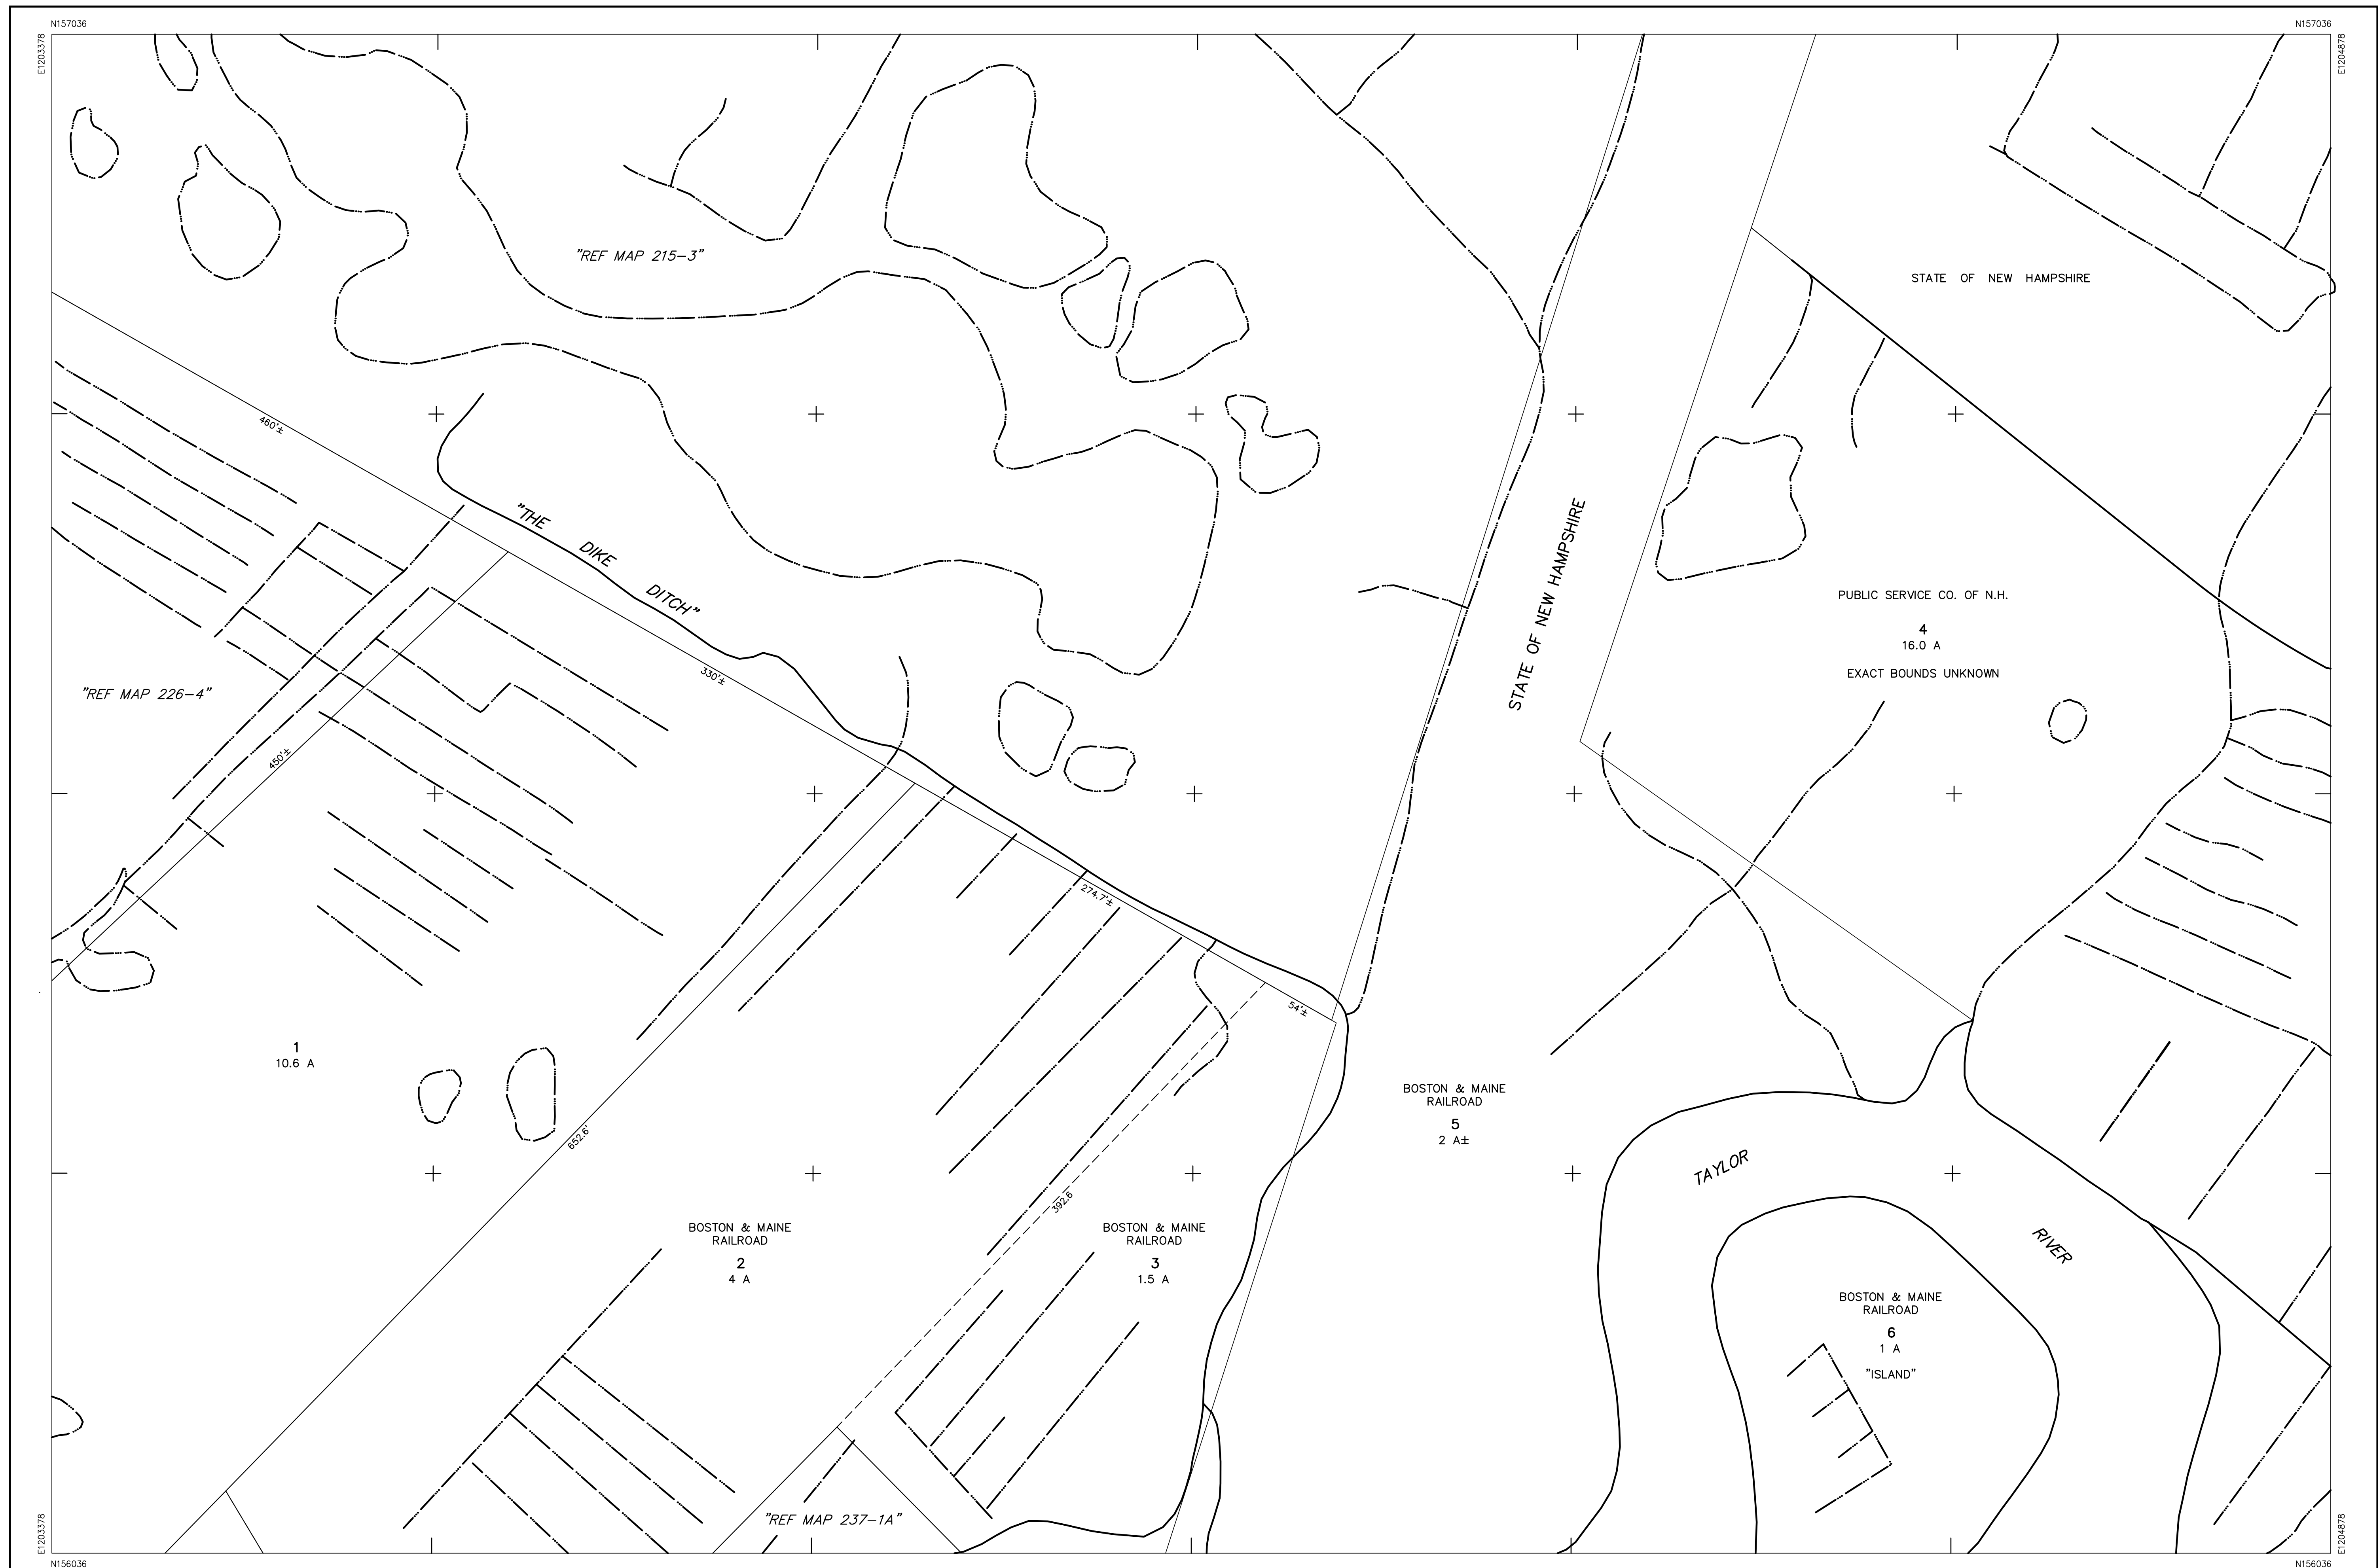 N157036
N157036
E1203378
E1204878
"REF MAP 215-3"
STATE OF NEW HAMPSHIRE
460'±
"THE DIKE DITCH"
STATE OF NEW HAMPSHIRE
PUBLIC SERVICE CO. OF N.H.
4
16.0 A
EXACT BOUNDS UNKNOWN
330'±
"REF MAP 226-4"
450'±
274.7'±
54'±
1
10.6 A
BOSTON & MAINE
RAILROAD
5
2 A±
652.6'
TAYLOR RIVER
392.6
BOSTON & MAINE
RAILROAD
2
4 A
BOSTON & MAINE
RAILROAD
3
1.5 A
BOSTON & MAINE
RAILROAD
6
1 A
"ISLAND"
"REF MAP 237-1A"
E1203378
E1204878
N156036
N156036